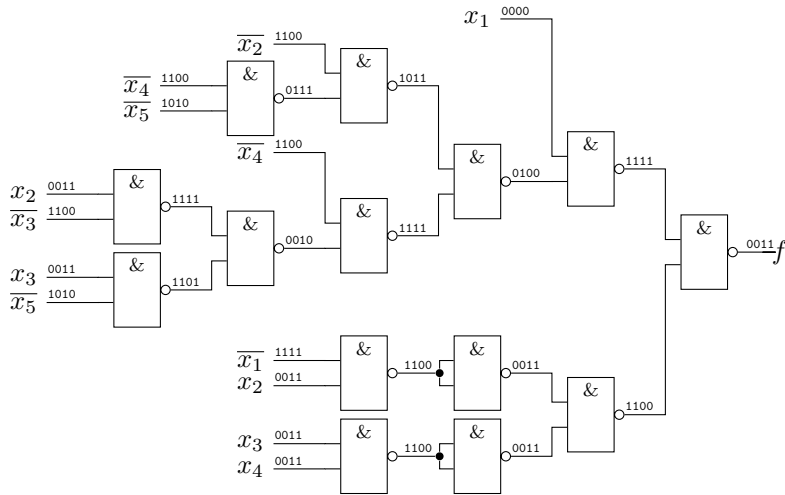 x₁ 0000 &
x̅₂ 1100 &
x̅₄ 1100 & 0111 1011
x̅₅ 1010
x̅₄ 1100 & 0100 1111
x₂ 0011 & 1111 & 1111
x̅₃ 1100 & 0010
& 0011 f
x₃ 0011 & 1101
x̅₅ 1010
x̅₁ 1111 & 1100 & 0011
x₂ 0011 & 1100
x₃ 0011 & 1100 & 0011
x₄ 0011